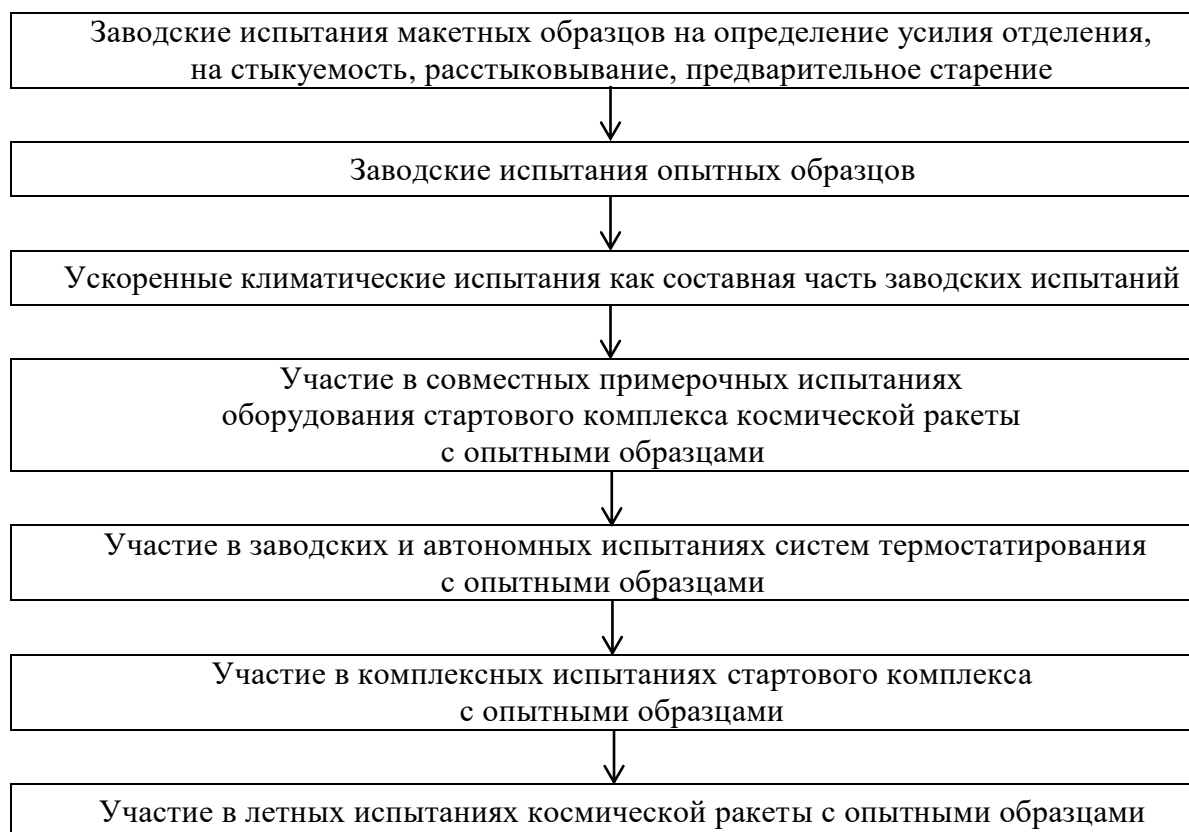 Заводские испытания макетных образцов на определение усилия отделения,
на стыкуемость, расстыковывание, предварительное старение
Заводские испытания опытных образцов
Ускоренные климатические испытания как составная часть заводских испытаний
Участие в совместных примерочных испытаниях
оборудования стартового комплекса космической ракеты
с опытными образцами
Участие в заводских и автономных испытаниях систем термостатирования
с опытными образцами
Участие в комплексных испытаниях стартового комплекса
с опытными образцами
Участие в летных испытаниях космической ракеты с опытными образцами